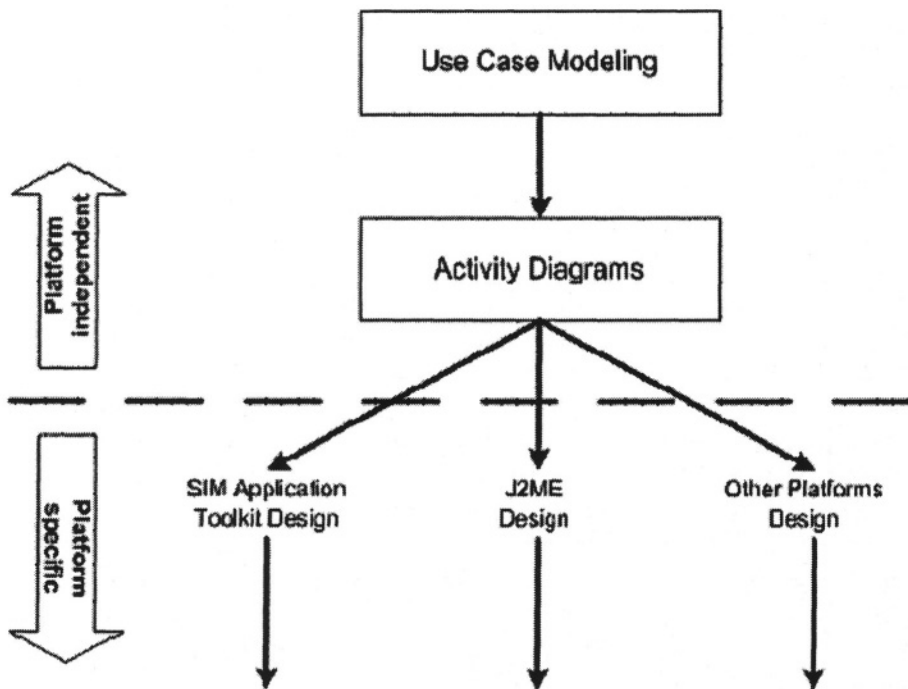 Use Case Modeling
Platform
independent
Activity Diagrams
SIM Application
Toolkit Design
J2ME
Design
Other Platforms
Design
Platform
specific